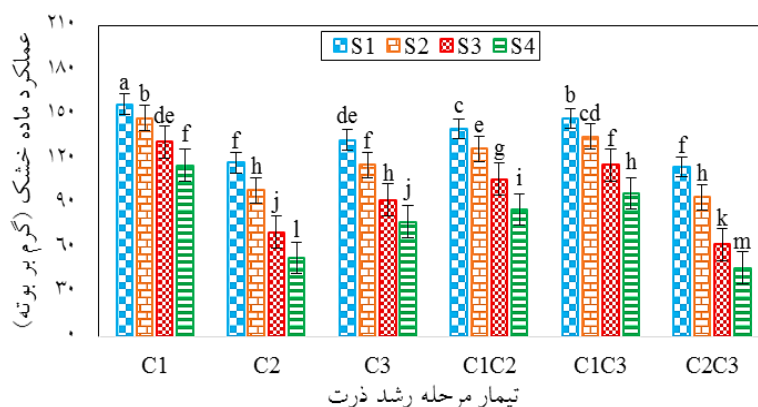 عملکرد ماده خشک (گرم بر بوته)
۲۱۰
۱۸۰
۱۵۰
۱۲۰
۹۰
۶۰
۳۰
۰
S1 S2 S3 S4
a b de f
f h j l
de f h j
c e g i
b cd f h
f h k m
C1 C2 C3 C1C2 C1C3 C2C3
تیمار مرحله رشد ذرت